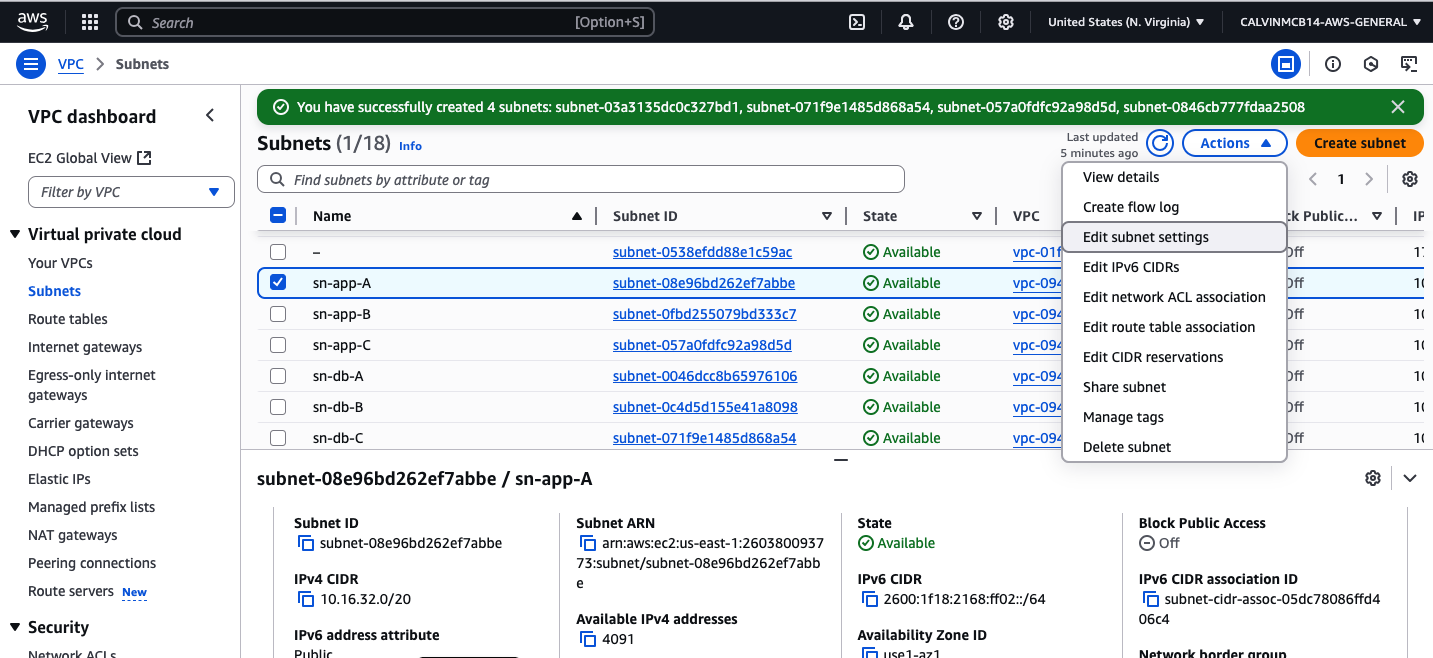 aws
Search [Option+S]
United States (N. Virginia)
CALVINMCB14-AWS-GENERAL
VPC
Subnets
VPC dashboard
EC2 Global View
Filter by VPC
Virtual private cloud
Your VPCs
Subnets
Route tables
Internet gateways
Egress-only internet
gateways
Carrier gateways
DHCP option sets
Elastic IPs
Managed prefix lists
NAT gateways
Peering connections
Route servers New
Security
Network ACLs
You have successfully created 4 subnets: subnet-03a3135dc0c327bd1, subnet-071f9e1485d868a54, subnet-057a0fdfc92a98d5d, subnet-0846cb777fdaa2508
Subnets (1/18) Info
Last updated
5 minutes ago
Actions
Create subnet
Find subnets by attribute or tag
1
Name Subnet ID State VPC Public... IP
– subnet-0538efdd88e1c59ac Available vpc-01f
sn-app-A subnet-08e96bd262ef7abbe Available vpc-094 Off 10
sn-app-B subnet-0fbd255079bd333c7 Available vpc-094 Off 10
sn-app-C subnet-057a0fdfc92a98d5d Available vpc-094 Off 10
sn-db-A subnet-0046dcc8b65976106 Available vpc-094 Off 10
sn-db-B subnet-0c4d5d155e41a8098 Available vpc-094 Off 10
sn-db-C subnet-071f9e1485d868a54 Available vpc-094 Off 10
View details
Create flow log
Edit subnet settings
Edit IPv6 CIDRs
Edit network ACL association
Edit route table association
Edit CIDR reservations
Share subnet
Manage tags
Delete subnet
subnet-08e96bd262ef7abbe / sn-app-A
Subnet ID
subnet-08e96bd262ef7abbe
IPv4 CIDR
10.16.32.0/20
IPv6 address attribute
Public
Subnet ARN
arn:aws:ec2:us-east-1:2603800937
73:subnet/subnet-08e96bd262ef7abb
e
Available IPv4 addresses
4091
State
Available
IPv6 CIDR
2600:1f18:2168:ff02::/64
Availability Zone ID
use1-az1
Block Public Access
Off
IPv6 CIDR association ID
subnet-cidr-assoc-05dc78086ffd4
06c4
Network border group